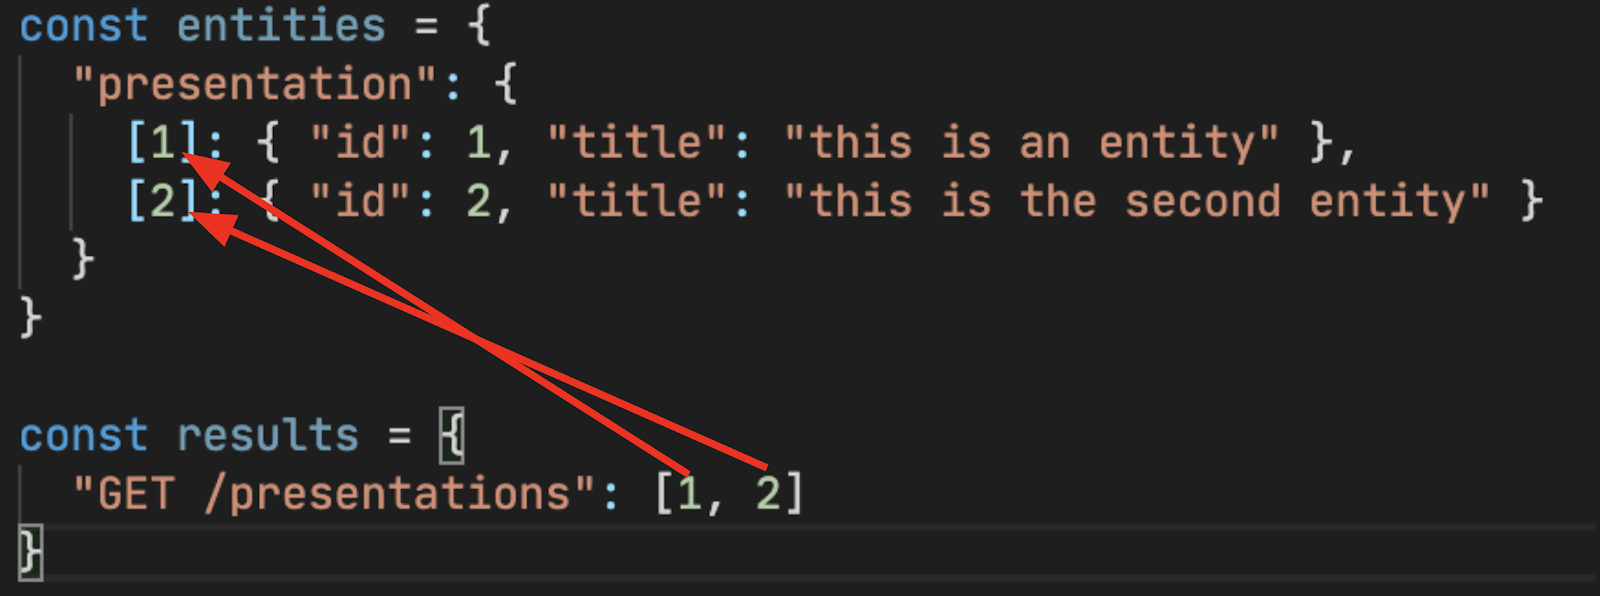 const entities = {
"presentation": {
[1]: { "id": 1, "title": "this is an entity" },
[2]: { "id": 2, "title": "this is the second entity" }
}
}
const results = {
"GET /presentations": [1, 2]
}